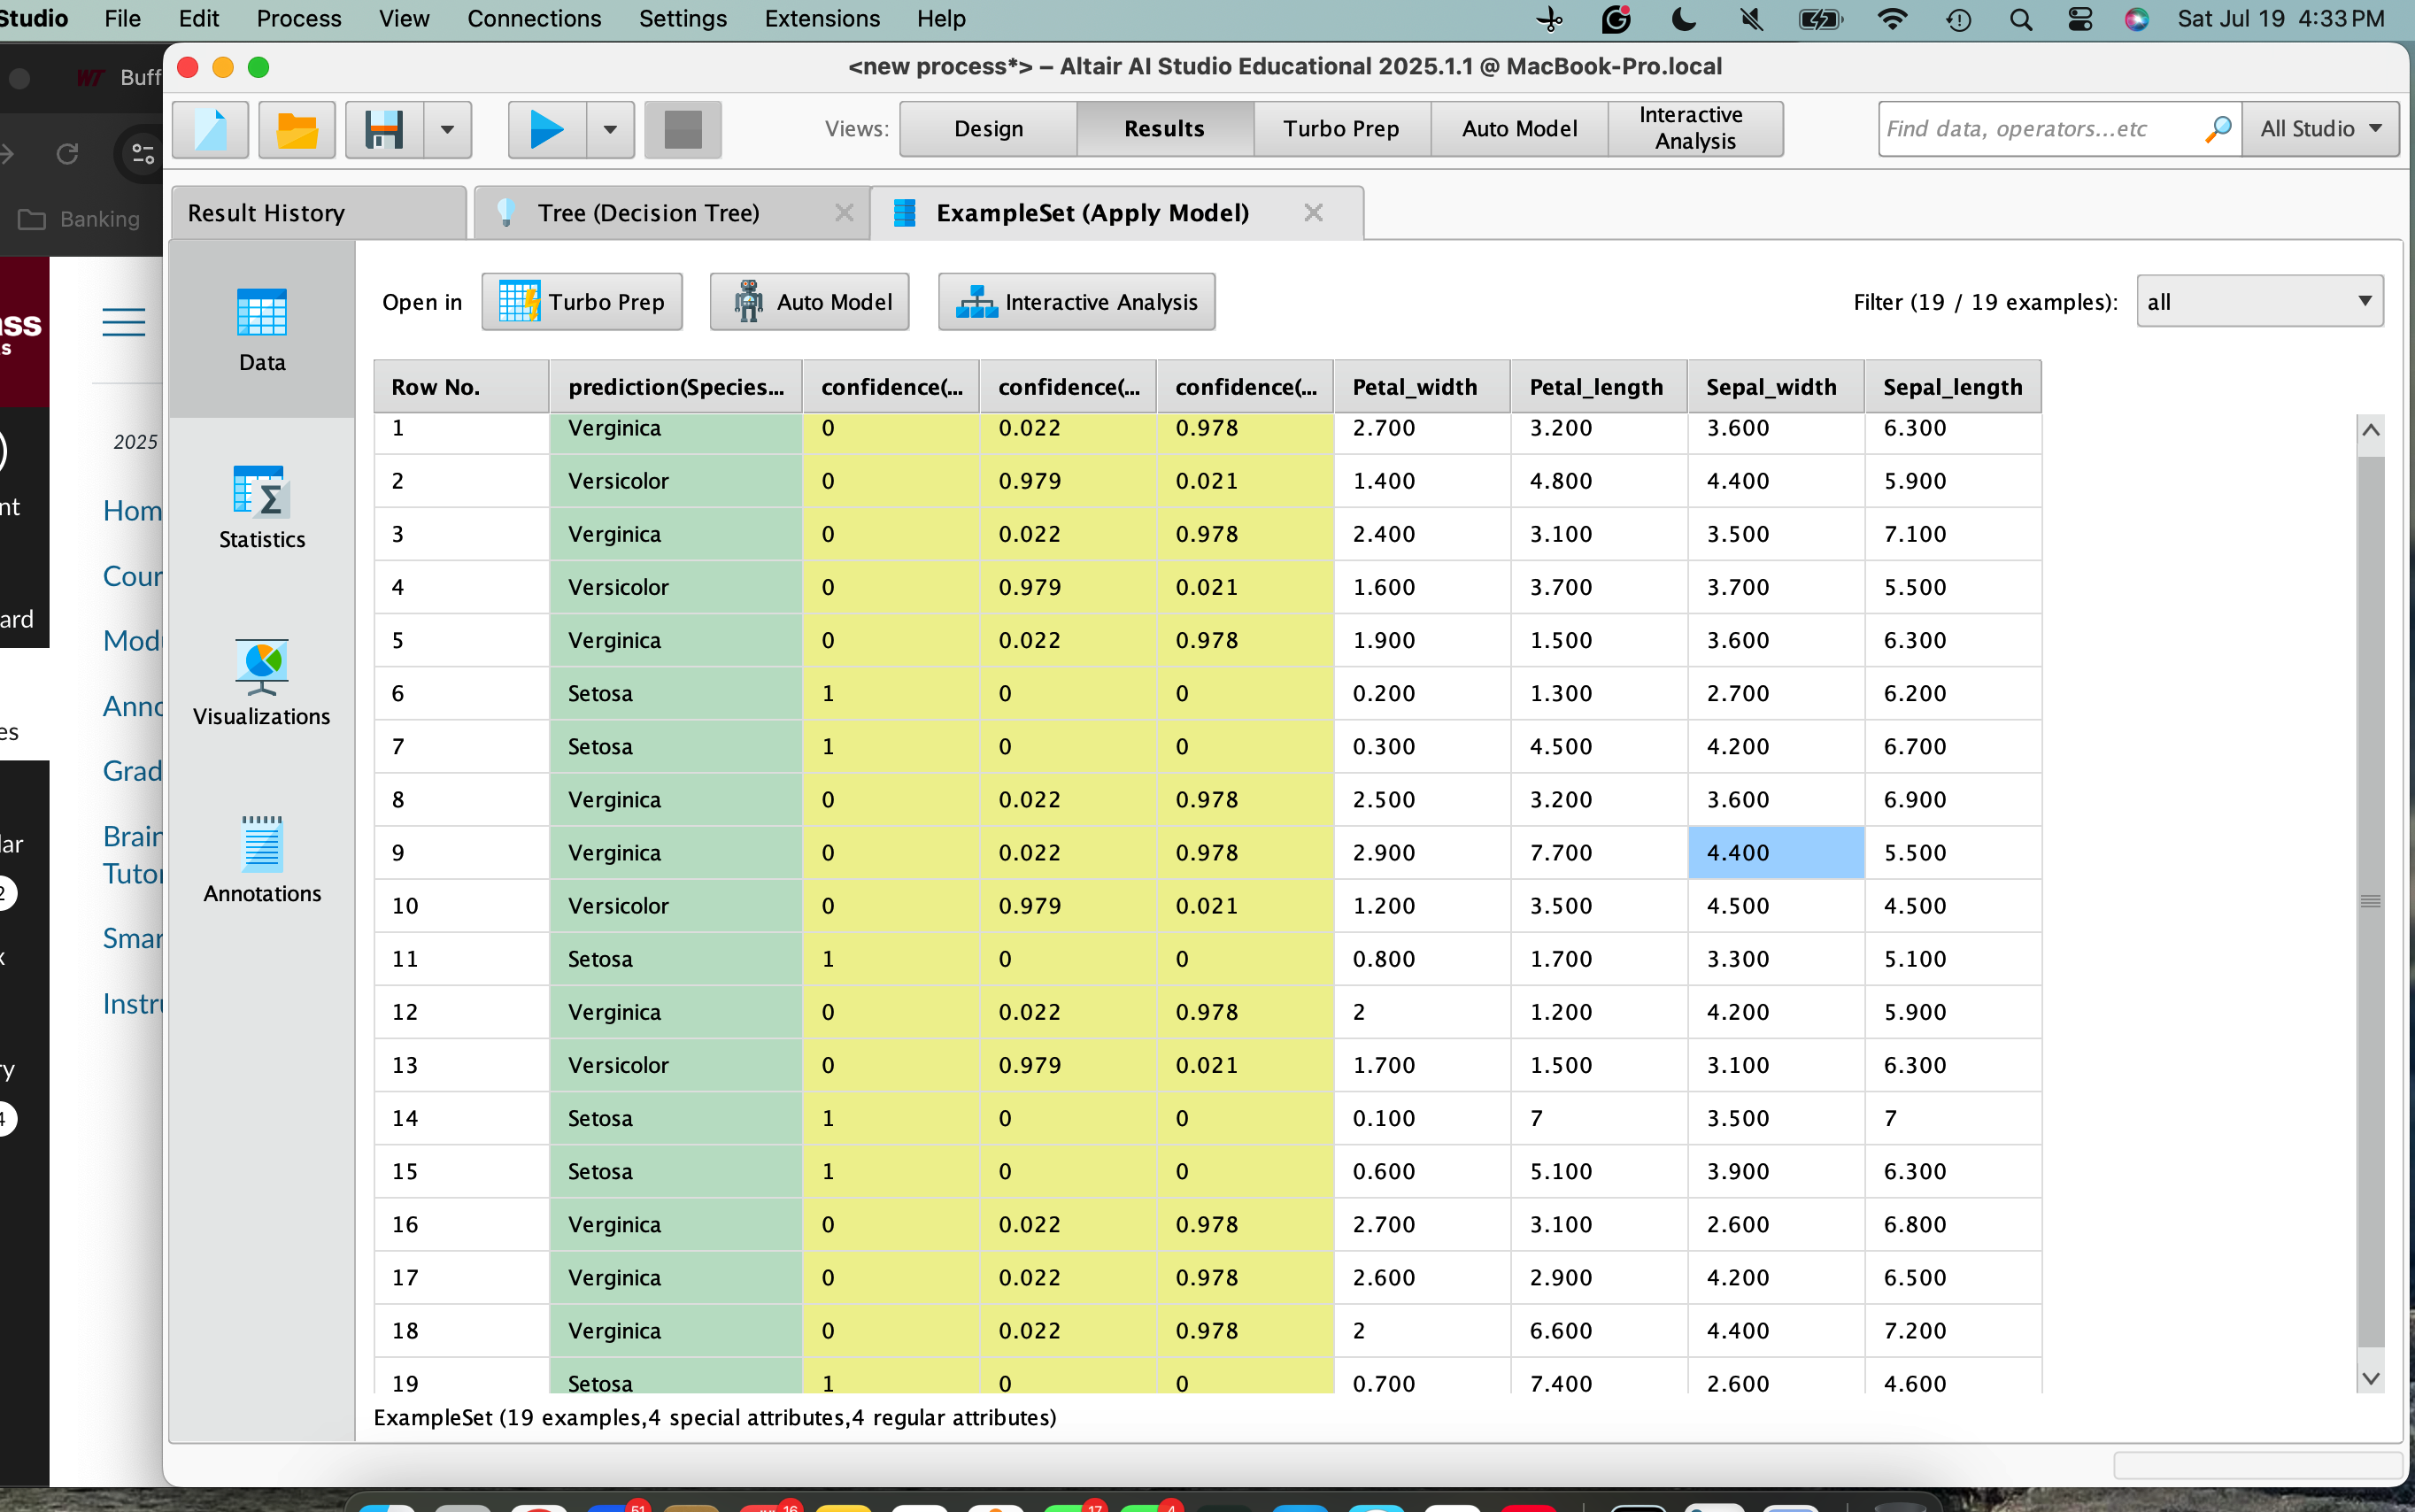 Studio File Edit Process View Connections Settings Extensions Help Sat Jul 19 4:33 PM
WT Buff
<new process*> – Altair AI Studio Educational 2025.1.1 @ MacBook-Pro.local
Views: Design Results Turbo Prep Auto Model Interactive Analysis Find data, operators...etc All Studio
Banking
Result History Tree (Decision Tree) ExampleSet (Apply Model)
Data
Statistics
Visualizations
Annotations
2025
Hom
Cour
Mod
Anno
Grad
Brain
Tutor
Smar
Instru
Open in Turbo Prep Auto Model Interactive Analysis Filter (19 / 19 examples): all
Row No. prediction(Species... confidence(... confidence(... confidence(... Petal_width Petal_length Sepal_width Sepal_length
1 Verginica 0 0.022 0.978 2.700 3.200 3.600 6.300
2 Versicolor 0 0.979 0.021 1.400 4.800 4.400 5.900
3 Verginica 0 0.022 0.978 2.400 3.100 3.500 7.100
4 Versicolor 0 0.979 0.021 1.600 3.700 3.700 5.500
5 Verginica 0 0.022 0.978 1.900 1.500 3.600 6.300
6 Setosa 1 0 0 0.200 1.300 2.700 6.200
7 Setosa 1 0 0 0.300 4.500 4.200 6.700
8 Verginica 0 0.022 0.978 2.500 3.200 3.600 6.900
9 Verginica 0 0.022 0.978 2.900 7.700 4.400 5.500
10 Versicolor 0 0.979 0.021 1.200 3.500 4.500 4.500
11 Setosa 1 0 0 0.800 1.700 3.300 5.100
12 Verginica 0 0.022 0.978 2 1.200 4.200 5.900
13 Versicolor 0 0.979 0.021 1.700 1.500 3.100 6.300
14 Setosa 1 0 0 0.100 7 3.500 7
15 Setosa 1 0 0 0.600 5.100 3.900 6.300
16 Verginica 0 0.022 0.978 2.700 3.100 2.600 6.800
17 Verginica 0 0.022 0.978 2.600 2.900 4.200 6.500
18 Verginica 0 0.022 0.978 2 6.600 4.400 7.200
19 Setosa 1 0 0 0.700 7.400 2.600 4.600
ExampleSet (19 examples,4 special attributes,4 regular attributes)
51 16 17 4